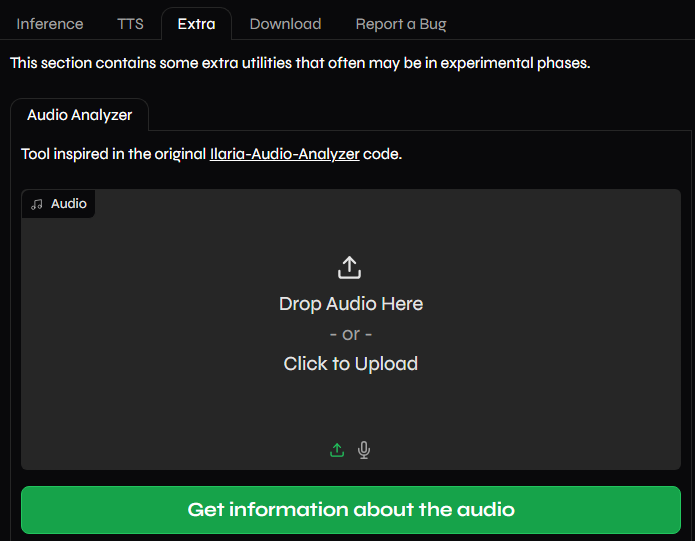 Inference TTS Extra Download Report a Bug
This section contains some extra utilities that often may be in experimental phases.
Audio Analyzer
Tool inspired in the original Ilaria-Audio-Analyzer code.
Audio
Drop Audio Here
- or -
Click to Upload
Get information about the audio